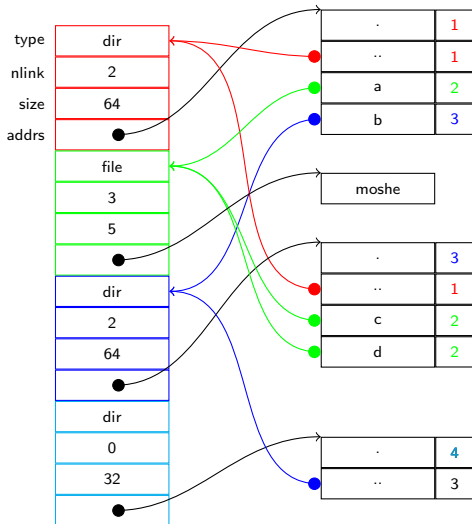 type dir
nlink 2
size 64
addrs
file
3
5
dir
2
64
dir
0
32
. 1
.. 1
a 2
b 3
moshe
. 3
.. 1
c 2
d 2
. 4
.. 3